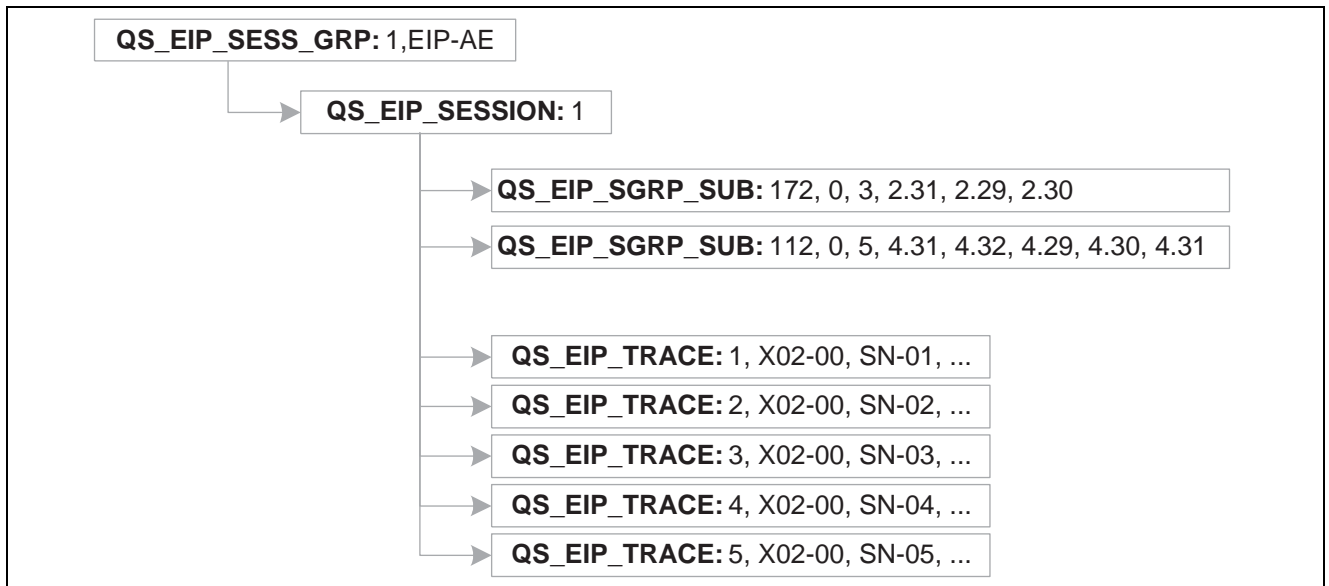 QS_EIP_SESS_GRP: 1,EIP-AE
QS_EIP_SESSION: 1
QS_EIP_SGRP_SUB: 172, 0, 3, 2.31, 2.29, 2.30
QS_EIP_SGRP_SUB: 112, 0, 5, 4.31, 4.32, 4.29, 4.30, 4.31
QS_EIP_TRACE: 1, X02-00, SN-01, ...
QS_EIP_TRACE: 2, X02-00, SN-02, ...
QS_EIP_TRACE: 3, X02-00, SN-03, ...
QS_EIP_TRACE: 4, X02-00, SN-04, ...
QS_EIP_TRACE: 5, X02-00, SN-05, ...